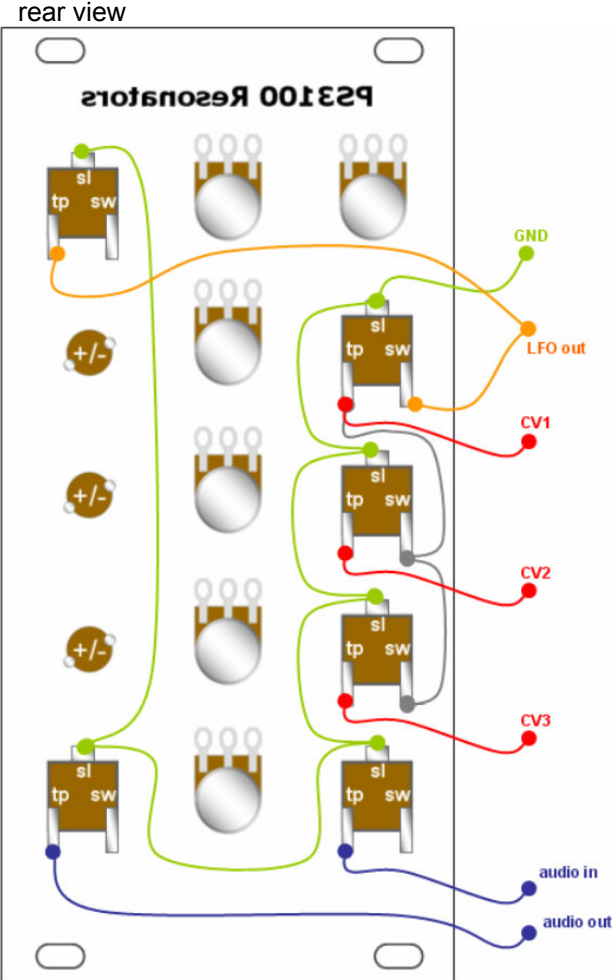 rear view
PS3100 Resonators
sl
tp sw
GND
sl
tp sw
LFO out
+/-
CV1
sl
tp sw
+/-
CV2
sl
tp sw
+/-
CV3
sl
tp sw
sl
tp sw
audio in
audio out